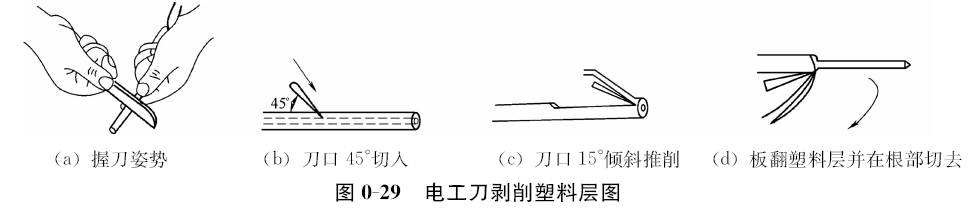 45°
(a) 握刀姿势
(b) 刀口 45°切入
(c) 刀口 15°倾斜推削
(d) 板翻塑料层并在根部切去
图 0-29 电工刀剥削塑料层图